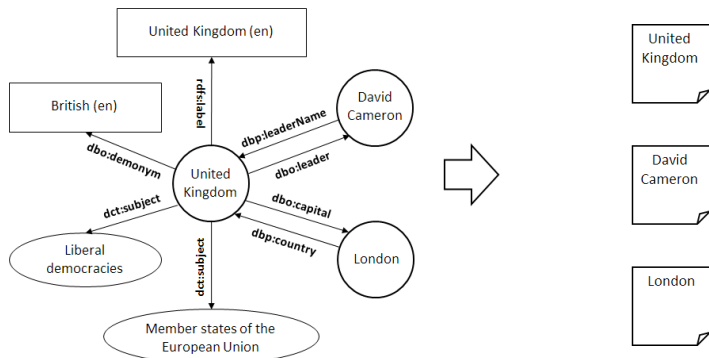 United Kingdom (en)
British (en)
rdfs:label
dbp:leaderName
David
Cameron
dbo:leader
dbo:demonym
United
Kingdom
dct:subject
dbo:capital
dbp:country
Liberal
democracies
dct:subject
London
Member states of the
European Union
United
Kingdom
David
Cameron
London